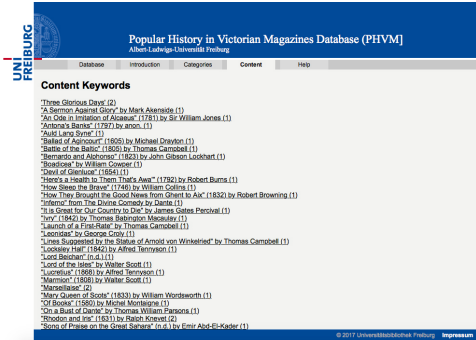 UNI
FREIBURG
Popular History in Victorian Magazines Database (PHVM]
Albert-Ludwigs-Universität Freiburg
Database Introduction Categories Content Help
Content Keywords
'Three Glorious Days' (2)
"A Sermon Against Glory" by Mark Akenside (1)
"An Ode in Imitation of Alcaeus" (1781) by Sir William Jones (1)
"Antona's Banks" (1797) by anon. (1)
"Auld Lang Syne" (1)
"Ballad of Agincourt" (1605) by Michael Drayton (1)
"Battle of the Baltic" (1805) by Thomas Campbell (1)
"Bernardo and Alphonso" (1823) by John Gibson Lockhart (1)
"Boadicea" by William Cowper (1)
"Devil of Glenluce" (1654) (1)
"Here's a Health to Them That's Awa'" (1792) by Robert Burns (1)
"How Sleep the Brave" (1746) by William Collins (1)
"How They Brought the Good News from Ghent to Aix" (1832) by Robert Browning (1)
"Inferno" from The Divine Comedy by Dante (1)
"It is Great for Our Country to Die" by James Gates Percival (1)
"Ivry" (1842) by Thomas Babington Macaulay (1)
"Launch of a First-Rate" by Thomas Campbell (1)
"Leonidas" by George Croly (1)
"Lines Suggested by the Statue of Arnold von Winkelried" by Thomas Campbell (1)
"Locksley Hall" (1842) by Alfred Tennyson (1)
"Lord Beichan" (n.d.) (1)
"Lord of the Isles" by Walter Scott (1)
"Lucretius" (1868) by Alfred Tennyson (1)
"Marmion" (1808) by Walter Scott (1)
"Marseillaise" (2)
"Mary Queen of Scots" (1833) by William Wordsworth (1)
"Of Books" (1580) by Michel Montaigne (1)
"On a Bust of Dante" by Thomas William Parsons (1)
"Rhodon and Iris" (1631) by Ralph Knevet (2)
"Song of Praise on the Great Sahara" (n.d.) by Emir Abd-El-Kader (1)
© 2017 Universitätsbibliothek Freiburg Impressum